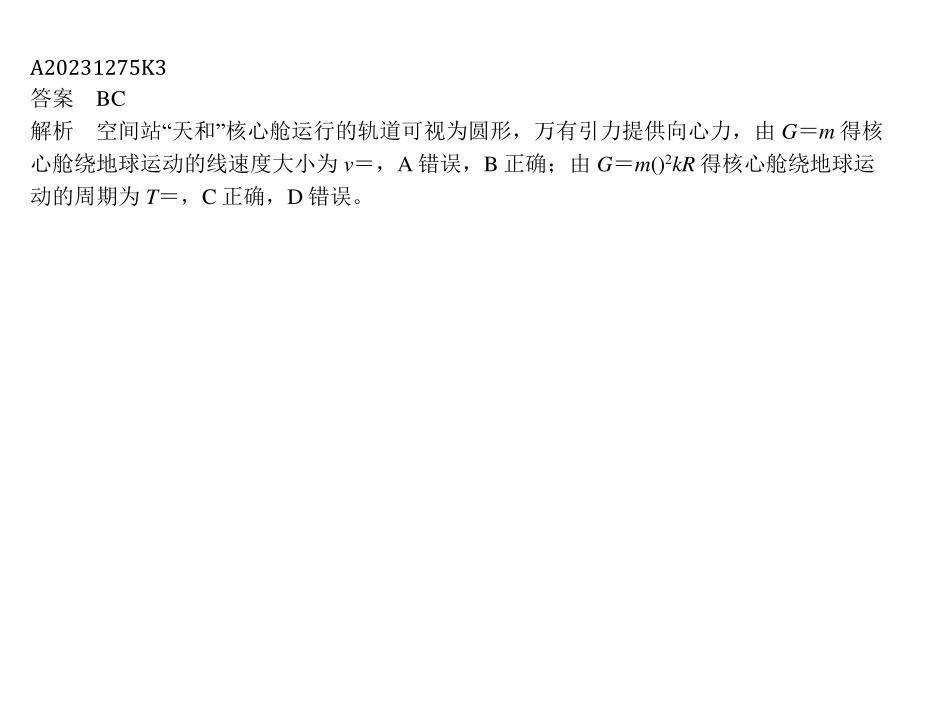 A20231275K3
答案　BC
解析　空间站“天和”核心舱运行的轨道可视为圆形，万有引力提供向心力，由 G＝m 得核
心舱绕地球运动的线速度大小为 v＝，A 错误，B 正确；由 G＝m()²kR 得核心舱绕地球运
动的周期为 T＝，C 正确，D 错误。